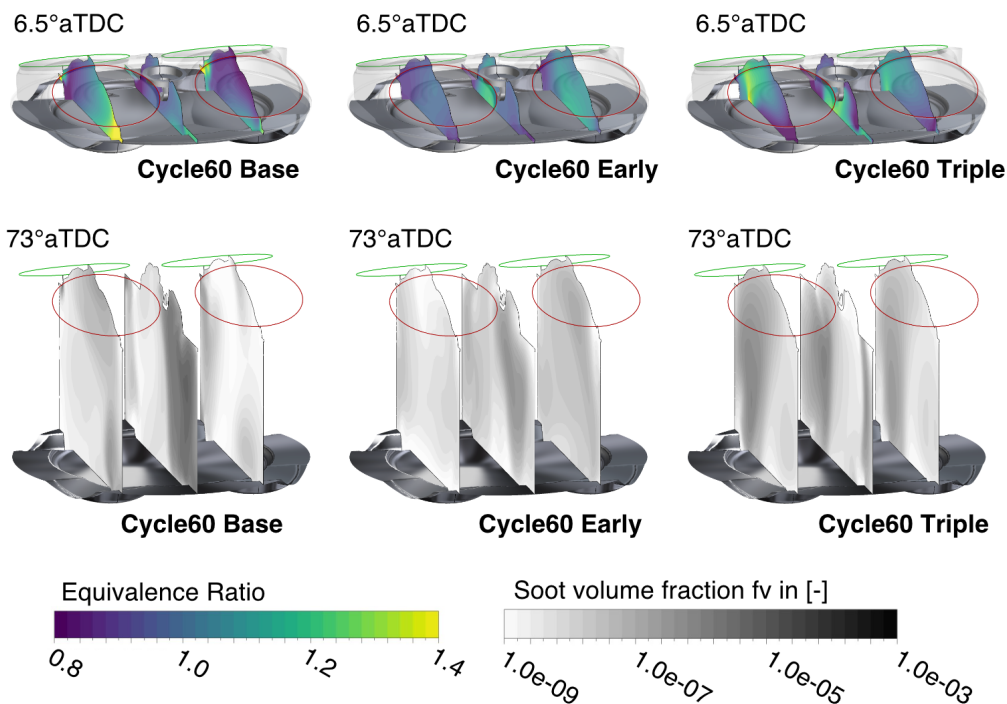 6.5°aTDC 6.5°aTDC 6.5°aTDC
Cycle60 Base Cycle60 Early Cycle60 Triple
73°aTDC 73°aTDC 73°aTDC
Cycle60 Base Cycle60 Early Cycle60 Triple
Equivalence Ratio Soot volume fraction fv in [-]
0.8 1.0 1.2 1.4 1.0e-09 1.0e-07 1.0e-05 1.0e-03